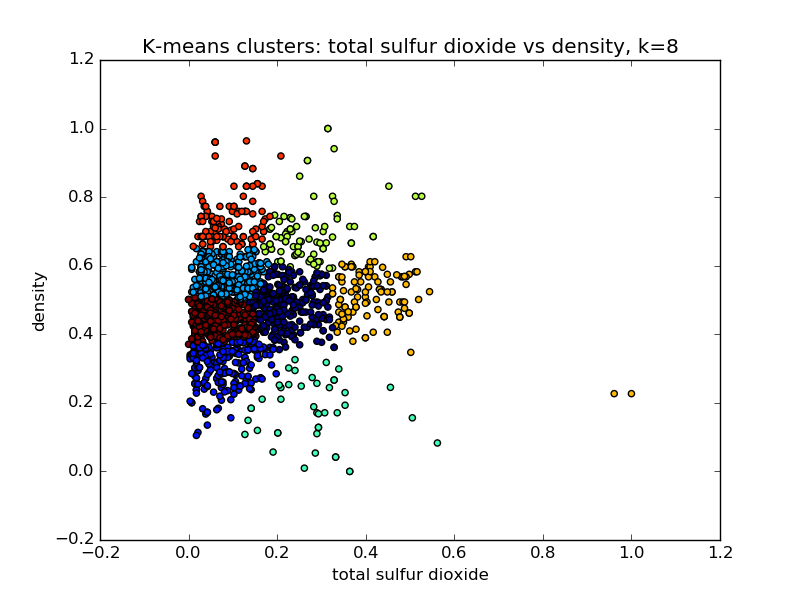 K-means clusters: total sulfur dioxide vs density, k=8
1.2
1.0
0.8
0.6
0.4
0.2
0.0
−0.2
density
−0.2 0.0 0.2 0.4 0.6 0.8 1.0 1.2
total sulfur dioxide